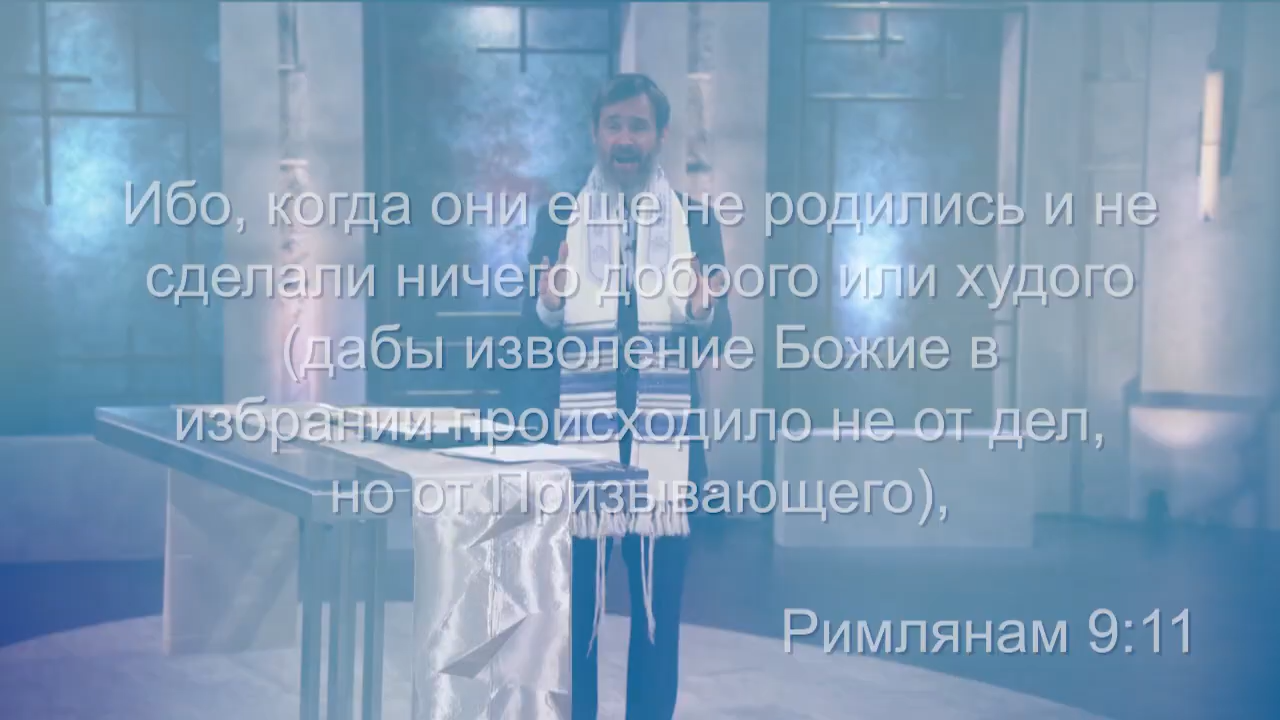 Ибо, когда они еще не родились и не
сделали ничего доброго или худого
(дабы изволение Божие в
избрании происходило не от дел,
но от Призывающего),
Римлянам 9:11